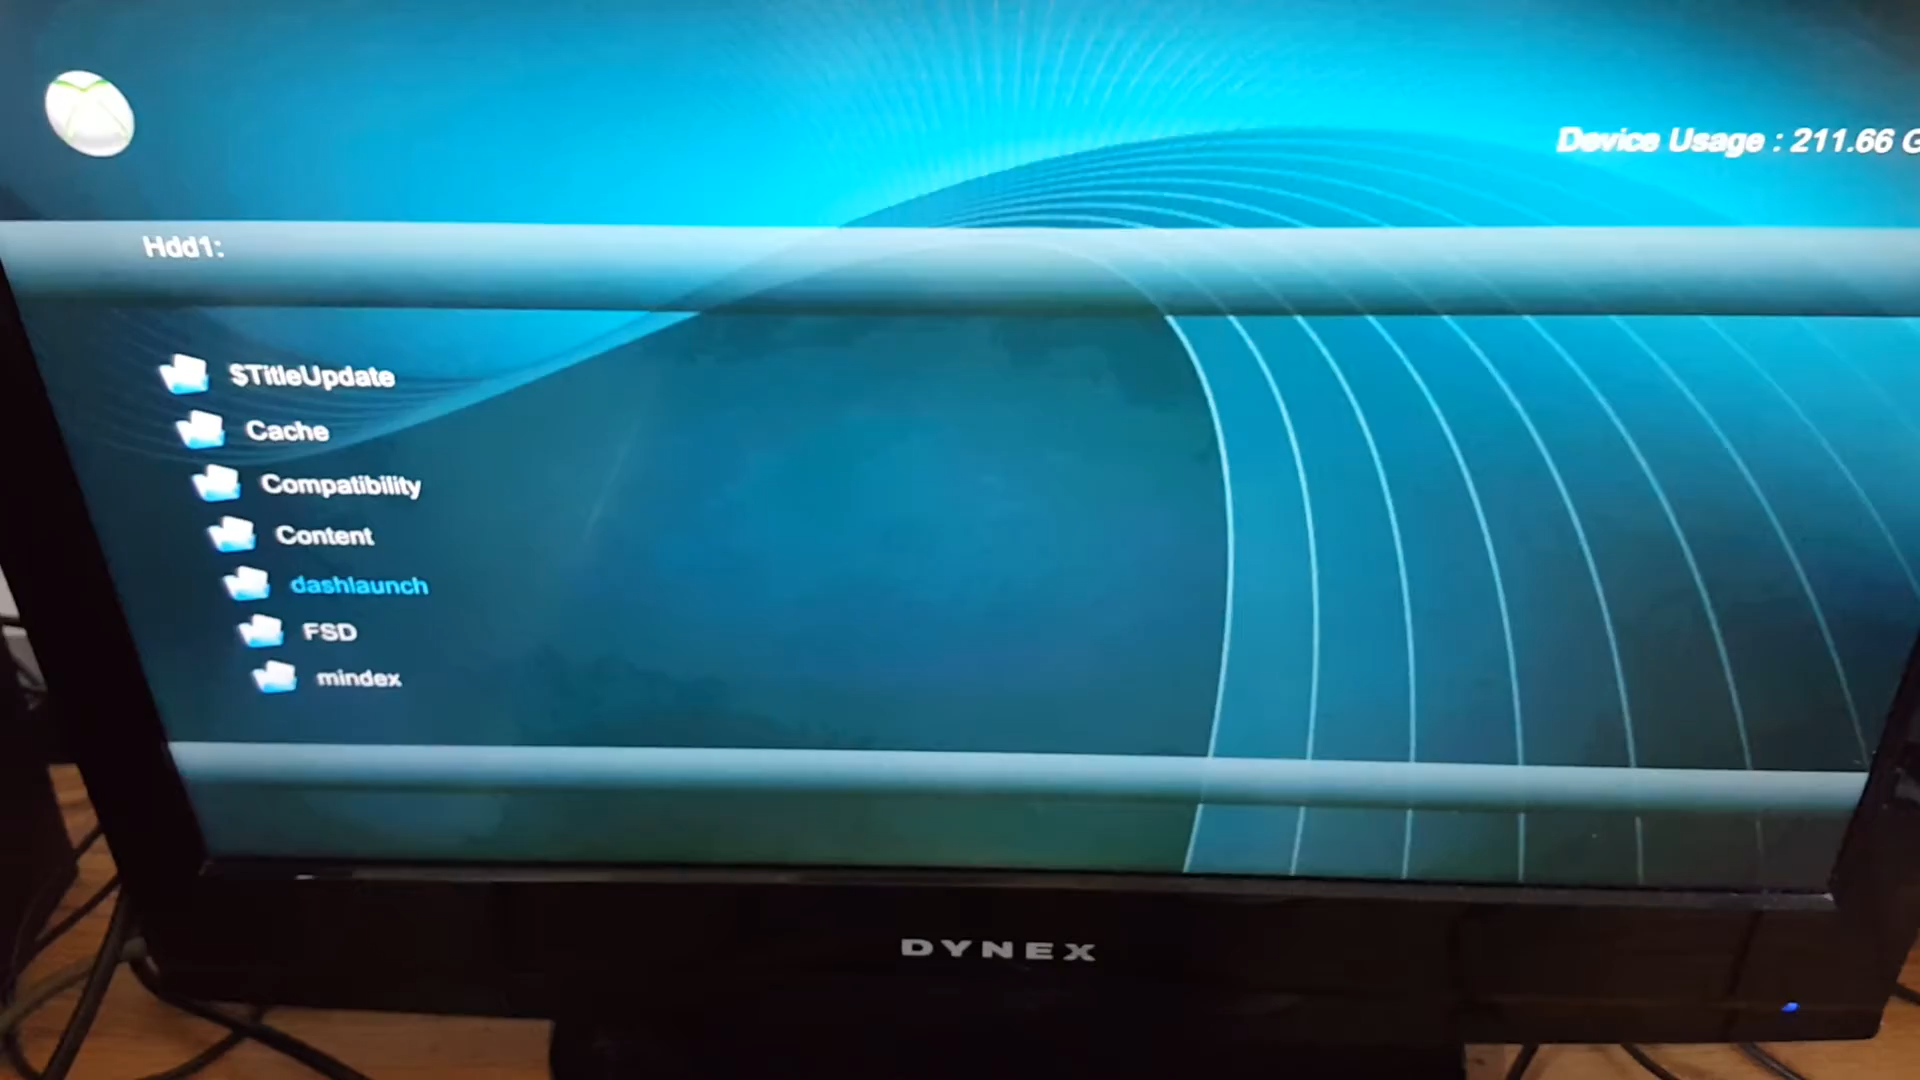 Device Usage : 211.66 G
Hdd1:
$TitleUpdate
Cache
Compatibility
Content
dashlaunch
FSD
mindex
DYNEX